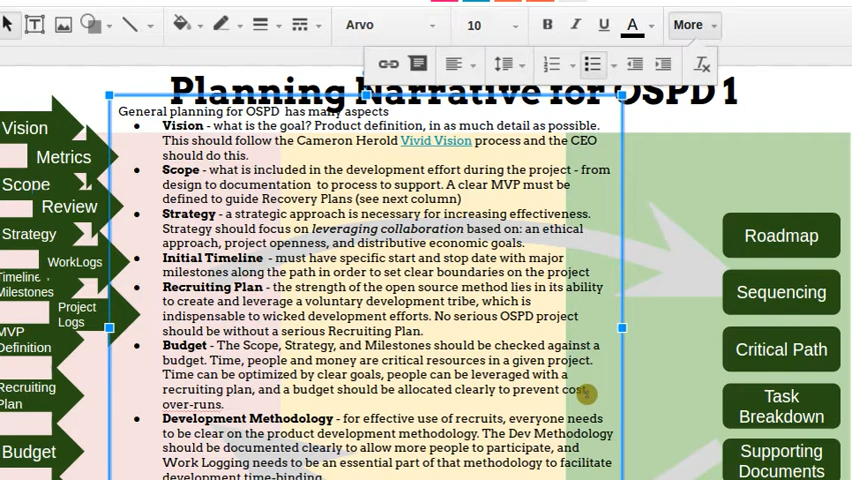 Arvo
10
B
I
U
A
More
Planning Narrative for OSPD 1
General planning for OSPD has many aspects
● Vision - what is the goal? Product definition, in as much detail as possible.
This should follow the Cameron Herold Vivid Vision process and the CEO
should do this.
● Scope - what is included in the development effort during the project - from
design to documentation to process to support. A clear MVP must be
defined to guide Recovery Plans (see next column)
● Strategy - a strategic approach is necessary for increasing effectiveness.
Strategy should focus on leveraging collaboration based on: an ethical
approach, project openness, and distributive economic goals.
● Initial Timeline - must have specific start and stop date with major
milestones along the path in order to set clear boundaries on the project
● Recruiting Plan - the strength of the open source method lies in its ability
to create and leverage a voluntary development tribe, which is
indispensable to wicked development efforts. No serious OSPD project
should be without a serious Recruiting Plan.
● Budget - The Scope, Strategy, and Milestones should be checked against a
budget. Time, people and money are critical resources in a given project.
Time can be optimized by clear goals, people can be leveraged with a
recruiting plan, and a budget should be allocated clearly to prevent cost
over-runs.
● Development Methodology - for effective use of recruits, everyone needs
to be clear on the product development methodology. The Dev Methodology
should be documented clearly to allow more people to participate, and
Work Logging needs to be an essential part of that methodology to facilitate
development time-binding.
Vision
Metrics
Scope
Review
Strategy
WorkLogs
Timeline
Milestones
Project
Logs
MVP
Definition
Recruiting
Plan
Budget
Roadmap
Sequencing
Critical Path
Task
Breakdown
Supporting
Documents